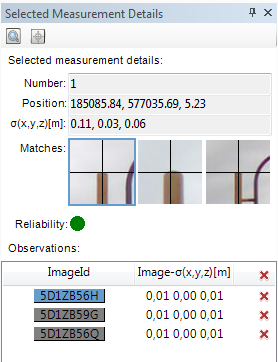 Selected Measurement Details
Selected measurement details:
Number: 1
Position: 185085.84, 577035.69, 5.23
σ(x,y,z)[m]: 0.11, 0.03, 0.06
Matches:
Reliability:
Observations:
ImageId Image-σ(x,y,z)[m]
5D1ZB56H 0,01 0,00 0,01
5D1ZB59G 0,01 0,00 0,01
5D1ZB56Q 0,01 0,00 0,01